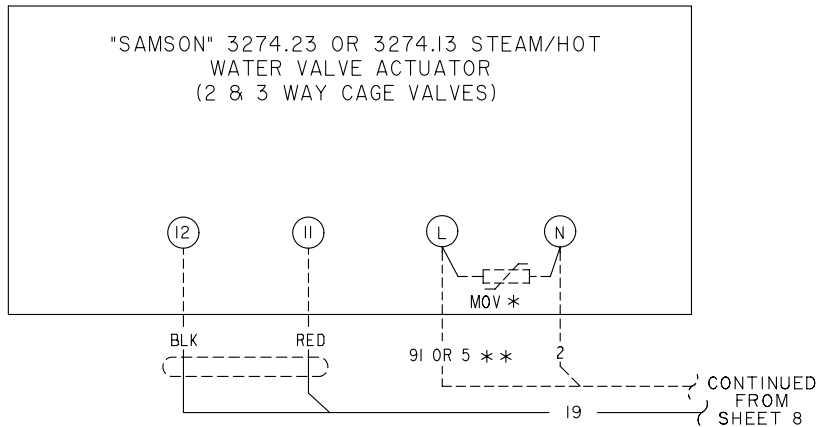 "SAMSON" 3274.23 OR 3274.13 STEAM/HOT
WATER VALVE ACTUATOR
(2 & 3 WAY CAGE VALVES)
12
11
L
N
MOV *
BLK
RED
91 OR 5 * *
2
19
CONTINUED
FROM
SHEET 8